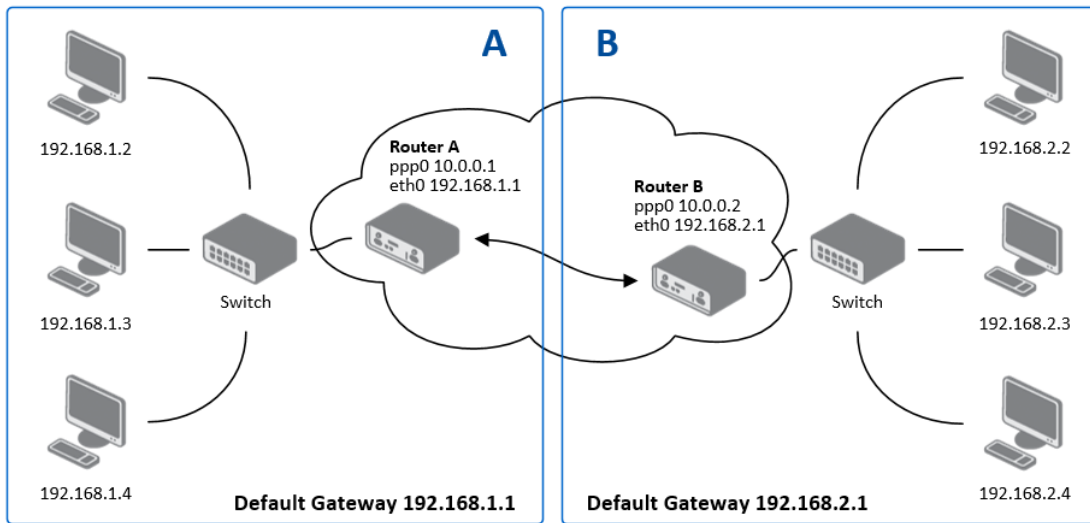 A
B
192.168.1.2
192.168.2.2
Router A
ppp0 10.0.0.1
eth0 192.168.1.1
Router B
ppp0 10.0.0.2
eth0 192.168.2.1
Switch
Switch
192.168.1.3
192.168.2.3
192.168.1.4
192.168.2.4
Default Gateway 192.168.1.1
Default Gateway 192.168.2.1